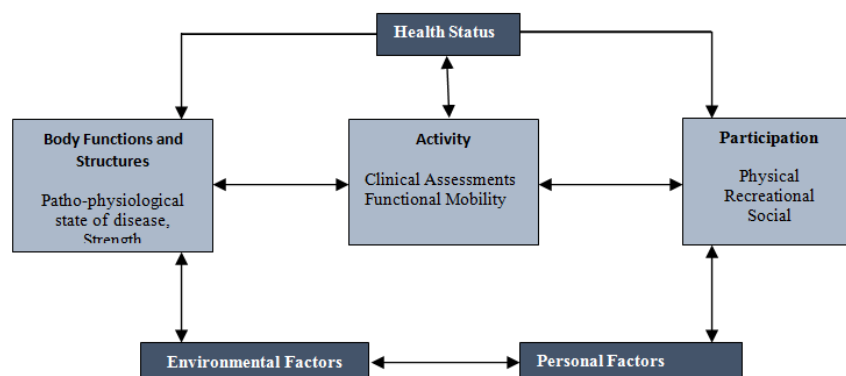 Health Status
Body Functions and
Structures
Patho-physiological
state of disease,
Strength
Activity
Clinical Assessments
Functional Mobility
Participation
Physical
Recreational
Social
Environmental Factors
Personal Factors